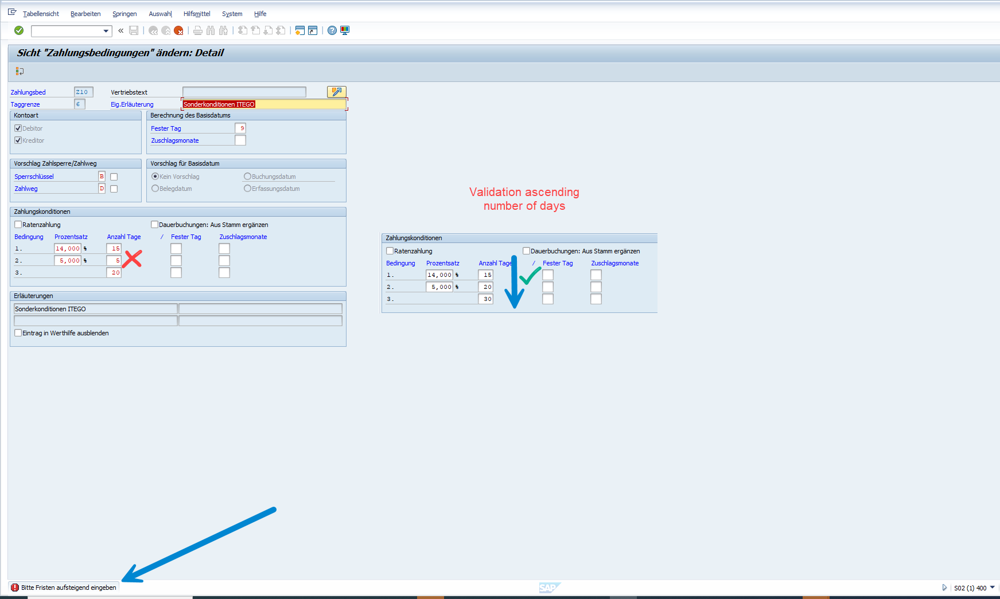 Tabellensicht Bearbeiten Springen Auswahl Hilfsmittel System Hilfe
Sicht "Zahlungsbedingungen" ändern: Detail
Zahlungsbed Z10 Vertriebstext
Taggrenze 6 Eig.Erläuterung Sonderkonditionen ITEGO
Kontoart
Debitor
Kreditor
Berechnung des Basisdatums
Fester Tag 9
Zuschlagsmonate
Vorschlag Zahlsperre/Zahlweg
Sperrschlüssel B
Zahlweg D
Vorschlag für Basisdatum
Kein Vorschlag Buchungsdatum
Belegdatum Erfassungsdatum
Zahlungskonditionen
Ratenzahlung Dauerbuchungen: Aus Stamm ergänzen
Bedingung Prozentsatz Anzahl Tage / Fester Tag Zuschlagsmonate
1. 14,000 % 15
2. 5,000 % 5
3. 20
Erläuterungen
Sonderkonditionen ITEGO
Eintrag in Werthilfe ausblenden
Validation ascending
number of days
Zahlungskonditionen
Ratenzahlung Dauerbuchungen: Aus Stamm ergänzen
Bedingung Prozentsatz Anzahl Tage / Fester Tag Zuschlagsmonate
1. 14,000 % 15
2. 5,000 % 20
3. 30
Bitte Fristen aufsteigend eingeben
SAP
S02 (1) 400